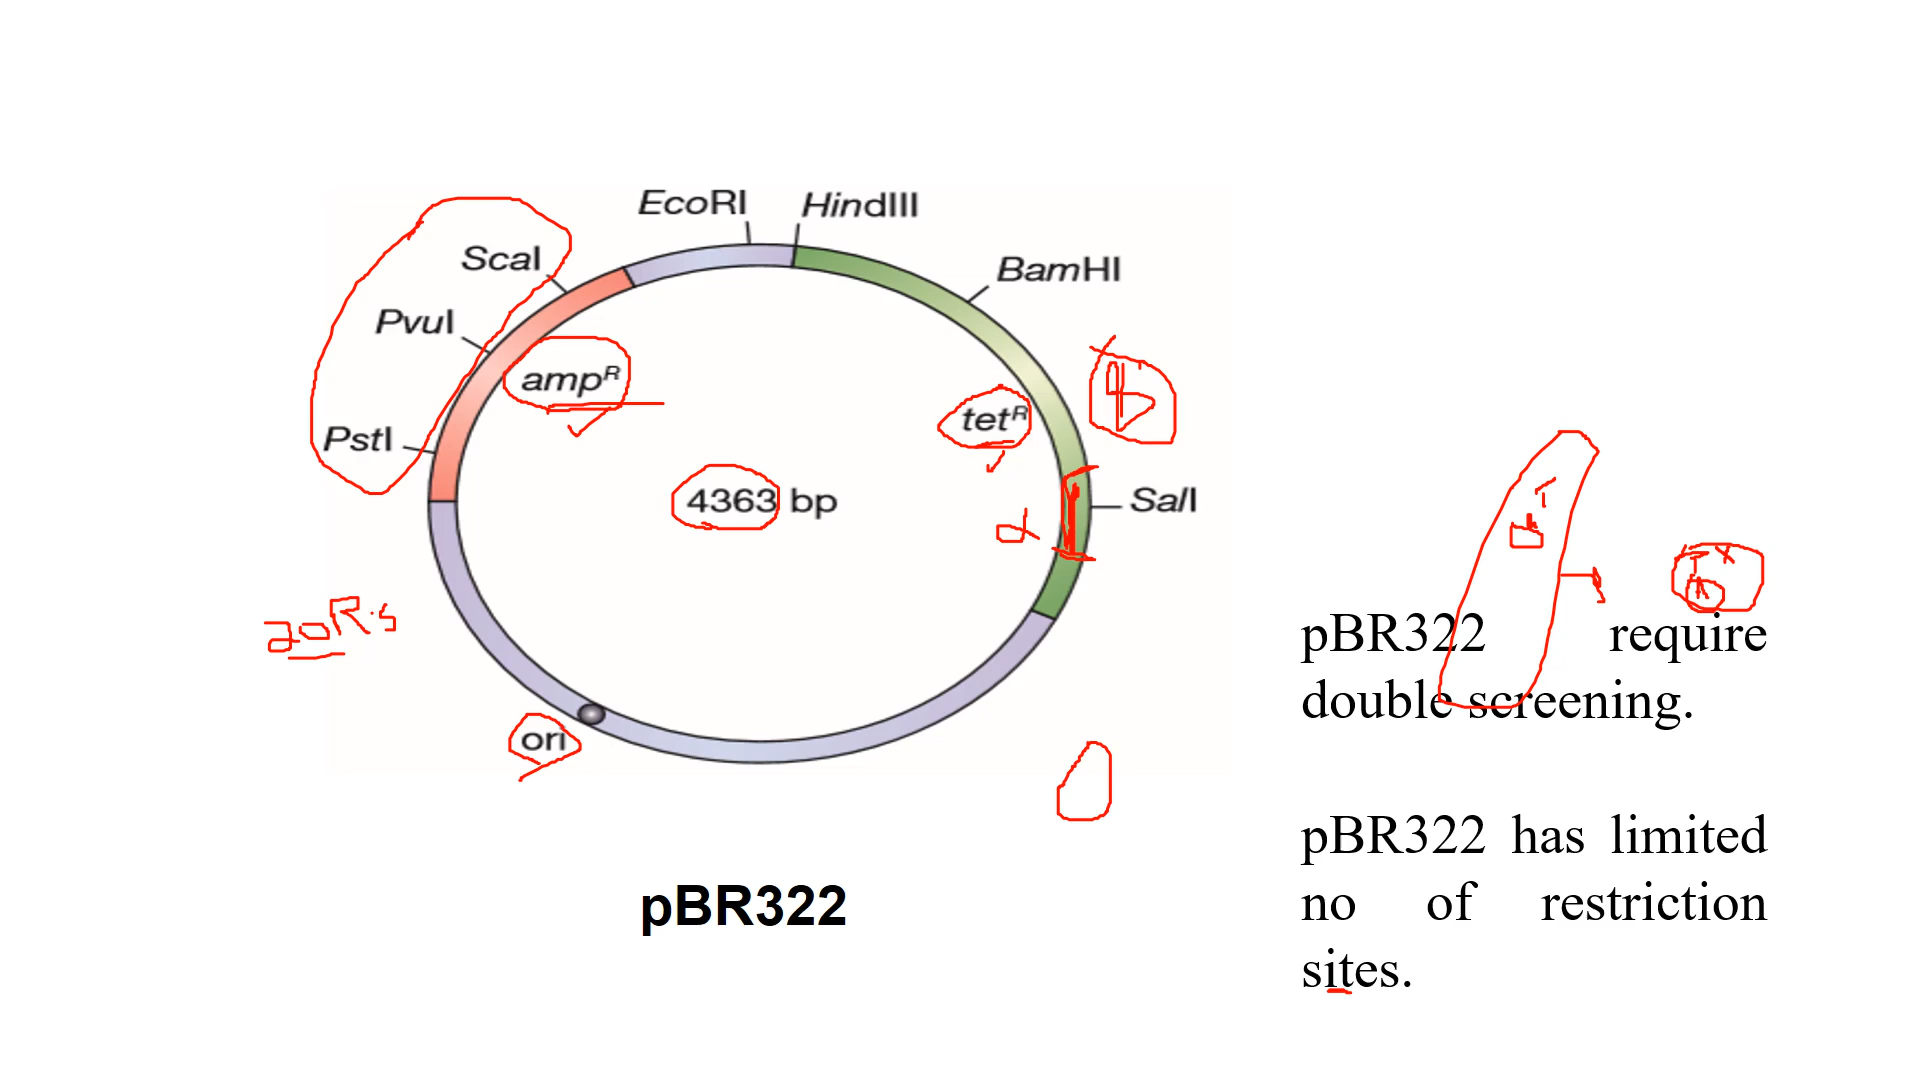 EcoRI HindIII
ScaI
BamHI
PvuI
ampR
tetR
PstI
4363 bp
SalI
20 R.s
ori
pBR322
pBR322 require
double screening.
pBR322 has limited
no of restriction
sites.